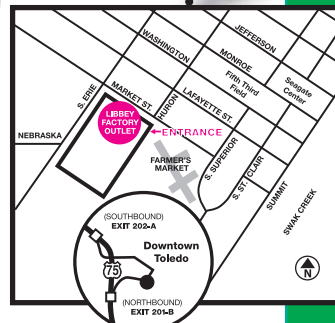 JEFFERSON
WASHINGTON
MONROE
Fifth Third
Field
Seagate
Center
S. ERIE
MARKET ST.
HURON
LAFAYETTE ST.
LIBBEY
FACTORY
OUTLET
ENTRANCE
NEBRASKA
FARMER'S
MARKET
S. SUPERIOR
S. ST. CLAIR
SUMMIT
SWAK CREEK
(SOUTHBOUND)
EXIT 202-A
Downtown
Toledo
75
(NORTHBOUND)
EXIT 201-B
N